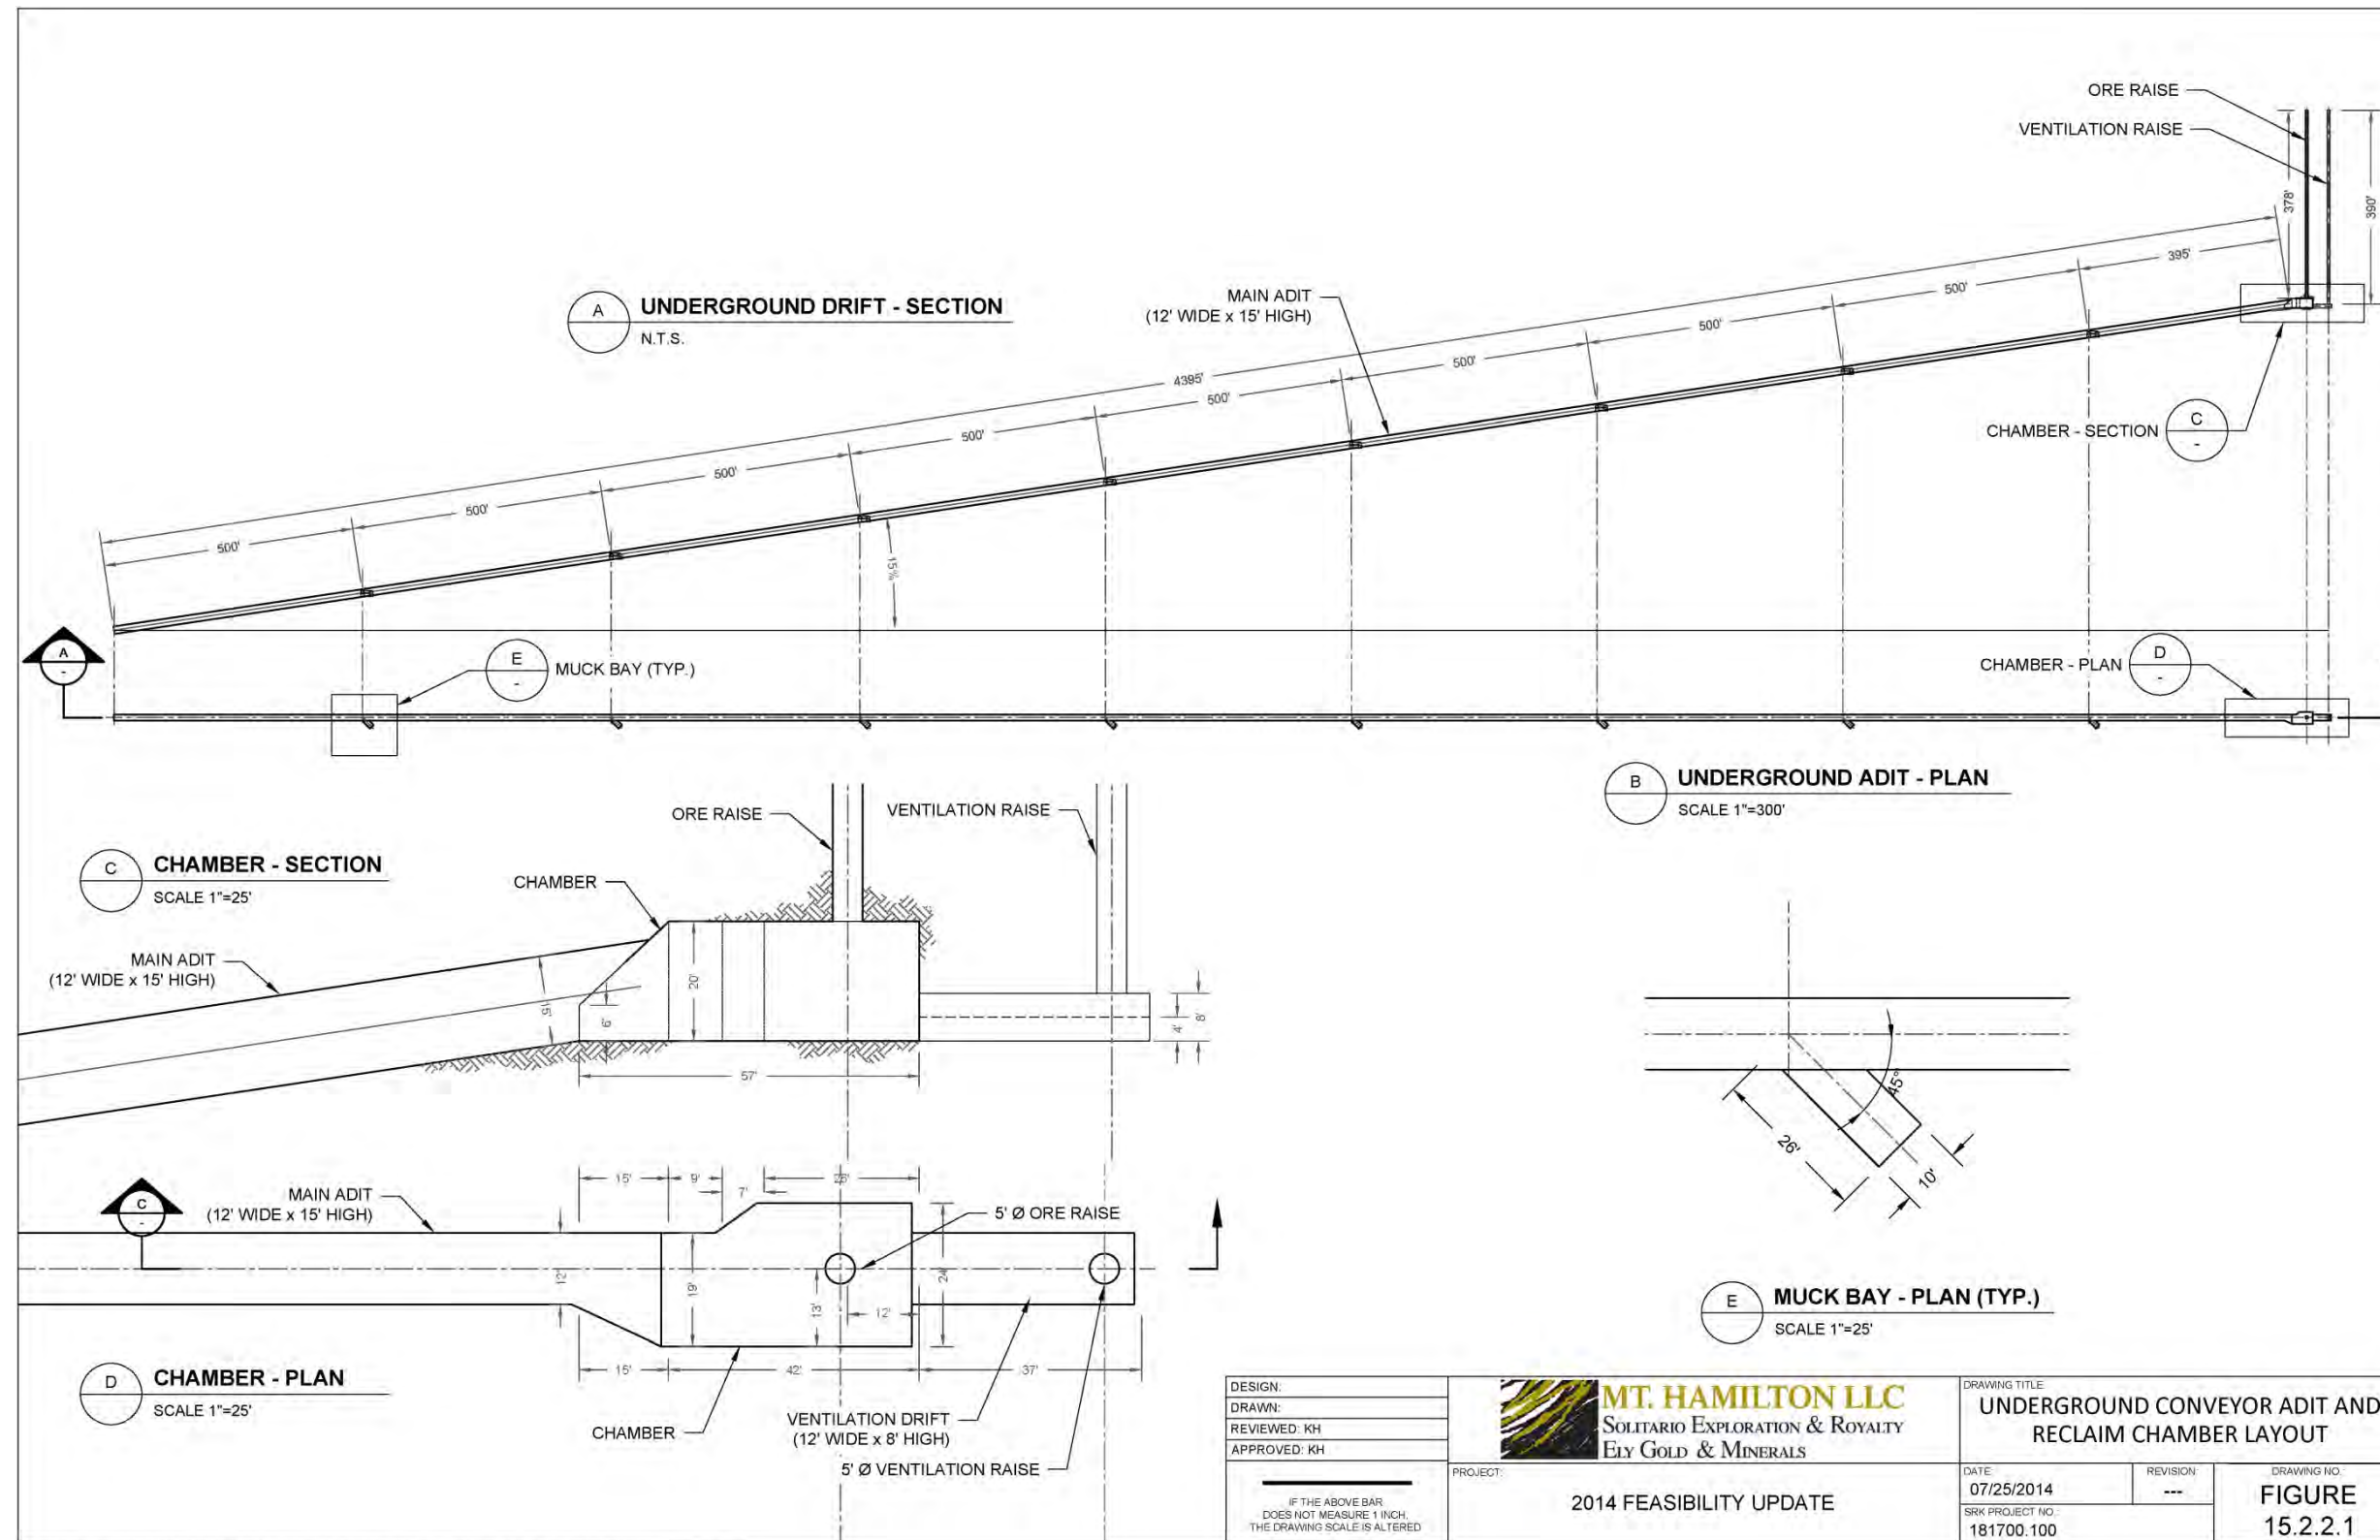 ORE RAISE
VENTILATION RAISE
378'
390'
395'
500'
500'
500'
500'
500'
500'
500'
500'
4395'
MAIN ADIT
(12' WIDE x 15' HIGH)
A
UNDERGROUND DRIFT - SECTION
N.T.S.
15%
CHAMBER - SECTION
C
-
A
-
E
-
MUCK BAY (TYP.)
CHAMBER - PLAN
D
-
B
UNDERGROUND ADIT - PLAN
SCALE 1"=300'
C
CHAMBER - SECTION
SCALE 1"=25'
ORE RAISE
VENTILATION RAISE
CHAMBER
MAIN ADIT
(12' WIDE x 15' HIGH)
15'
6'
20'
57'
4'
8'
C
-
MAIN ADIT
(12' WIDE x 15' HIGH)
15'
9'
7'
5' Ø ORE RAISE
12'
19'
13'
12'
24'
15'
42'
37'
D
CHAMBER - PLAN
SCALE 1"=25'
CHAMBER
VENTILATION DRIFT
(12' WIDE x 8' HIGH)
5' Ø VENTILATION RAISE
45°
26'
10'
E
MUCK BAY - PLAN (TYP.)
SCALE 1"=25'
DESIGN:
DRAWN:
REVIEWED: KH
APPROVED: KH
IF THE ABOVE BAR
DOES NOT MEASURE 1 INCH,
THE DRAWING SCALE IS ALTERED
MT. HAMILTON LLC
SOLITARIO EXPLORATION & ROYALTY
ELY GOLD & MINERALS
PROJECT:
2014 FEASIBILITY UPDATE
DRAWING TITLE:
UNDERGROUND CONVEYOR ADIT AND
RECLAIM CHAMBER LAYOUT
DATE:
07/25/2014
REVISION:
---
SRK PROJECT NO.:
181700.100
DRAWING NO.:
FIGURE
15.2.2.1